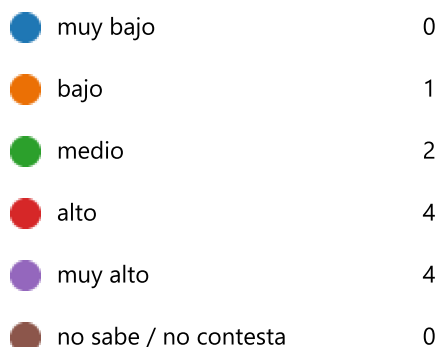 muy bajo 0
bajo 1
medio 2
alto 4
muy alto 4
no sabe / no contesta 0